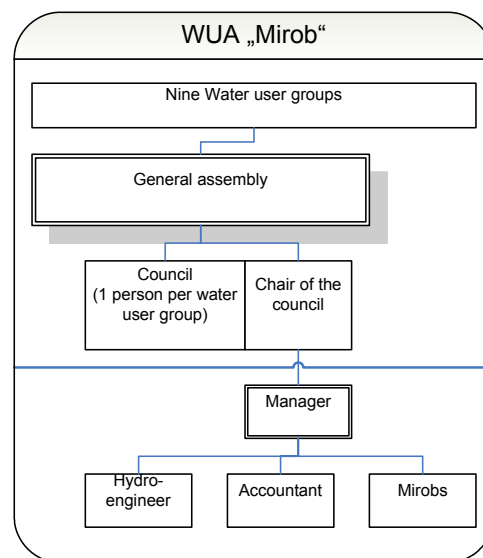 WUA „Mirob“
Nine Water user groups
General assembly
Council
(1 person per water
user group)
Chair of the
council
Manager
Hydro-
engineer
Accountant
Mirobs